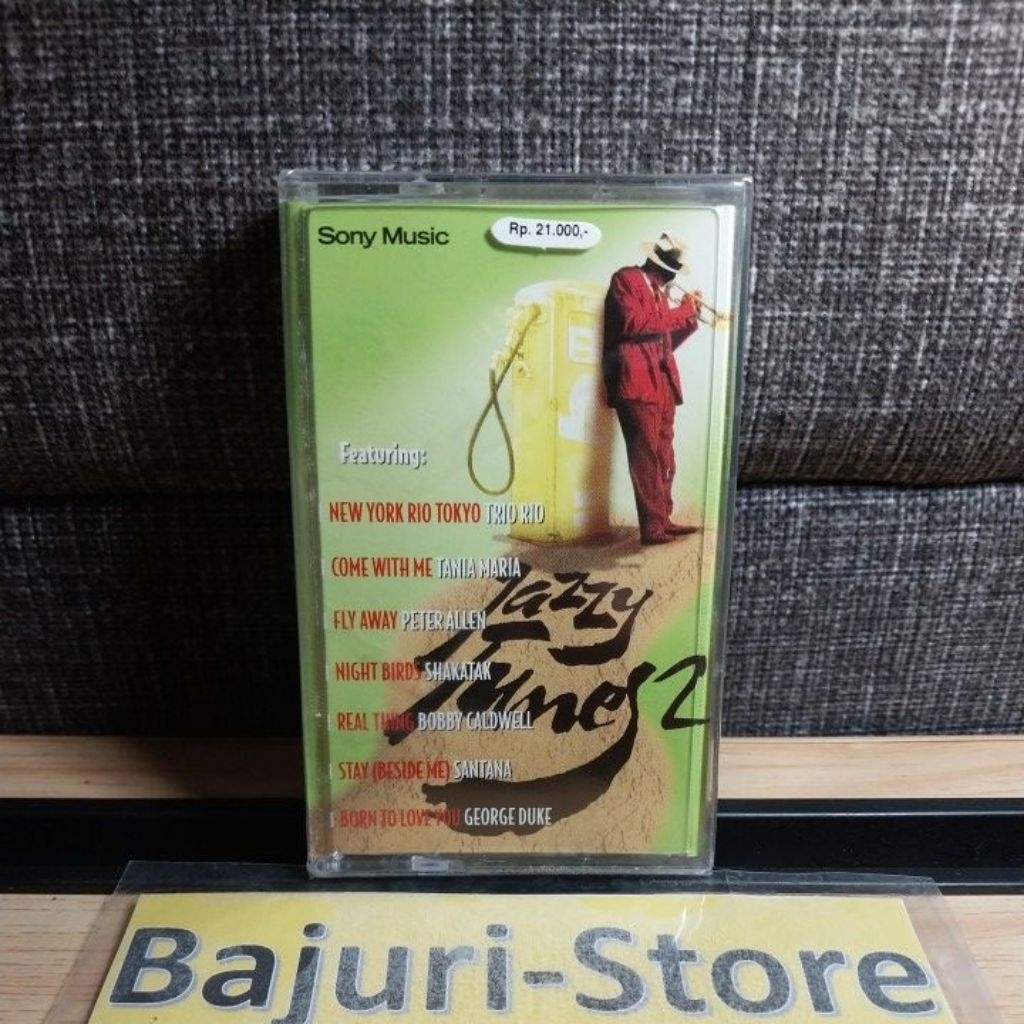 Sony Music
Rp. 21.000,-
Featuring:
NEW YORK RIO TOKYO TRIO RIO
COME WITH ME TANIA MARIA
FLY AWAY PETER ALLEN
NIGHT BIRDS SHAKATAK
REAL THING BOBBY CALDWELL
STAY (BESIDE ME) SANTANA
BORN TO LOVE YOU GEORGE DUKE
Jazzy
Tunes 2
Bajuri-Store